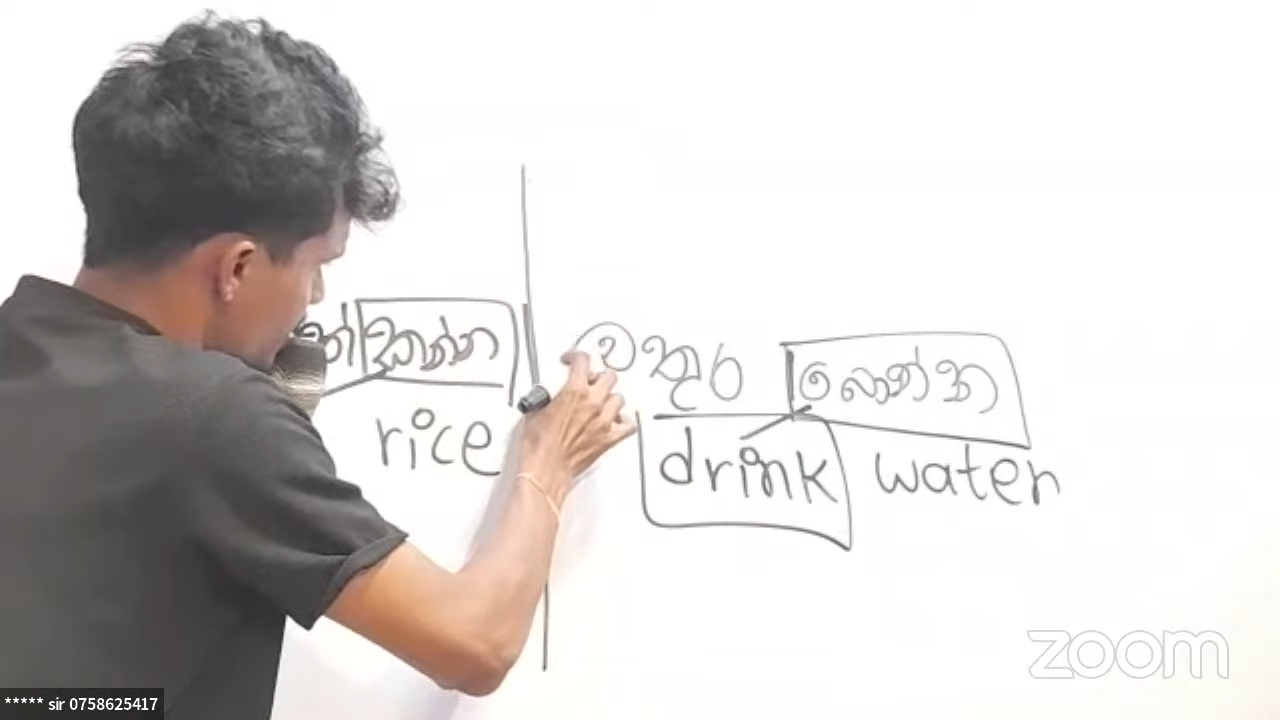 කන්න
වතුර බොන්න
rice
drink water
zoom
***** sir 0758625417